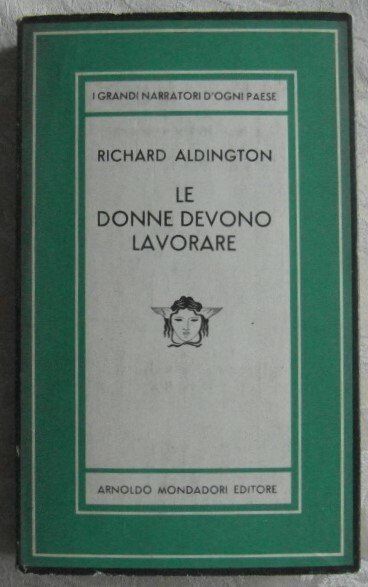 I GRANDI NARRATORI D'OGNI PAESE
RICHARD ALDINGTON
LE
DONNE DEVONO
LAVORARE
ARNOLDO MONDADORI EDITORE